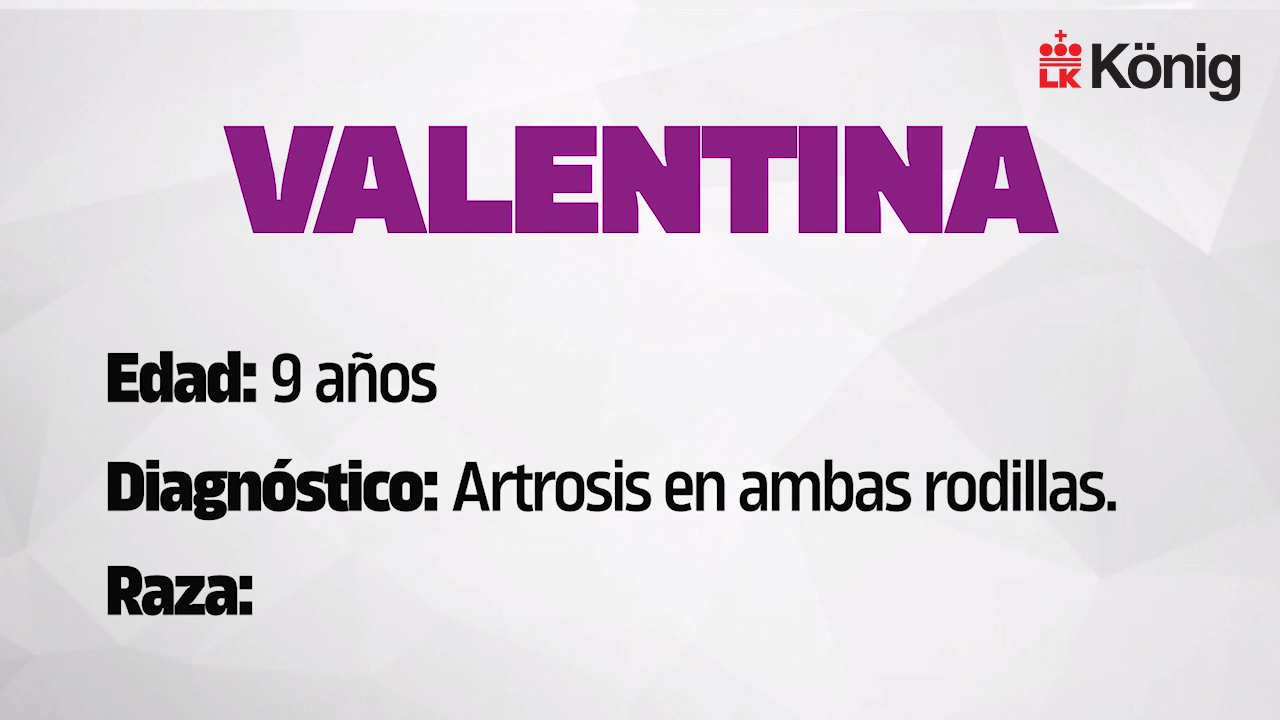 LK König
VALENTINA
Edad: 9 años
Diagnóstico: Artrosis en ambas rodillas.
Raza: